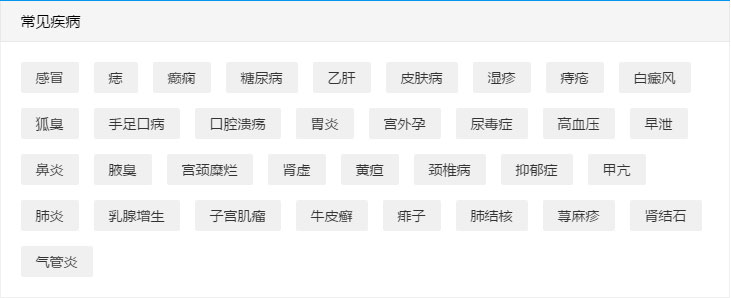 常见疾病
感冒 痣 癫痫 糖尿病 乙肝 皮肤病 湿疹 痔疮 白癜风
狐臭 手足口病 口腔溃疡 胃炎 宫外孕 尿毒症 高血压 早泄
鼻炎 腋臭 宫颈糜烂 肾虚 黄疸 颈椎病 抑郁症 甲亢
肺炎 乳腺增生 子宫肌瘤 牛皮癣 痱子 肺结核 荨麻疹 肾结石
气管炎